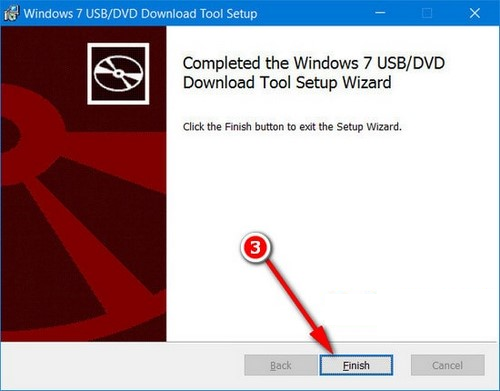 Windows 7 USB/DVD Download Tool Setup
Completed the Windows 7 USB/DVD
Download Tool Setup Wizard
Click the Finish button to exit the Setup Wizard.
3
Back
Finish
Cancel